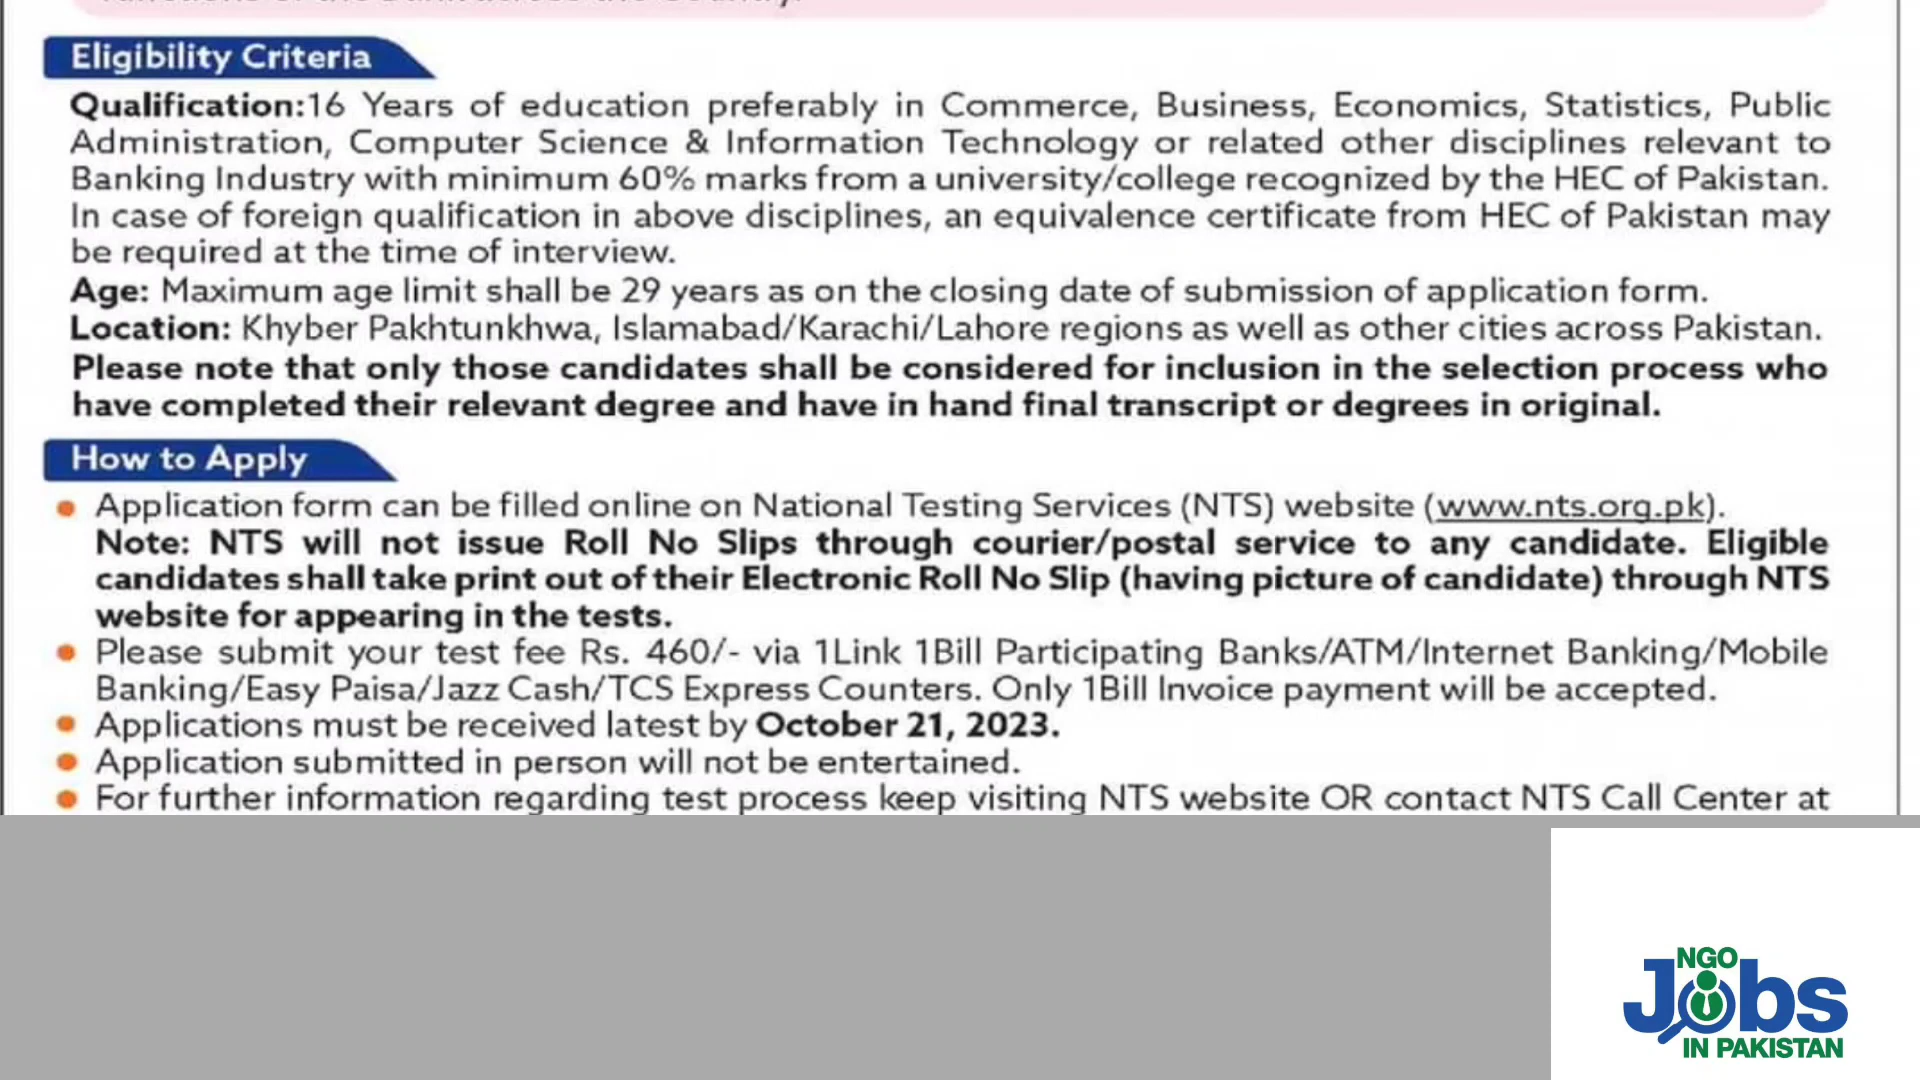 Eligibility Criteria
Qualification:16 Years of education preferably in Commerce, Business, Economics, Statistics, Public
Administration, Computer Science & Information Technology or related other disciplines relevant to
Banking Industry with minimum 60% marks from a university/college recognized by the HEC of Pakistan.
In case of foreign qualification in above disciplines, an equivalence certificate from HEC of Pakistan may
be required at the time of interview.
Age: Maximum age limit shall be 29 years as on the closing date of submission of application form.
Location: Khyber Pakhtunkhwa, Islamabad/Karachi/Lahore regions as well as other cities across Pakistan.
Please note that only those candidates shall be considered for inclusion in the selection process who
have completed their relevant degree and have in hand final transcript or degrees in original.
How to Apply
Application form can be filled online on National Testing Services (NTS) website (www.nts.org.pk).
Note: NTS will not issue Roll No Slips through courier/postal service to any candidate. Eligible
candidates shall take print out of their Electronic Roll No Slip (having picture of candidate) through NTS
website for appearing in the tests.
Please submit your test fee Rs. 460/- via 1Link 1Bill Participating Banks/ATM/Internet Banking/Mobile
Banking/Easy Paisa/Jazz Cash/TCS Express Counters. Only 1Bill Invoice payment will be accepted.
Applications must be received latest by October 21, 2023.
Application submitted in person will not be entertained.
For further information regarding test process keep visiting NTS website OR contact NTS Call Center at
NGO
Jobs
IN PAKISTAN